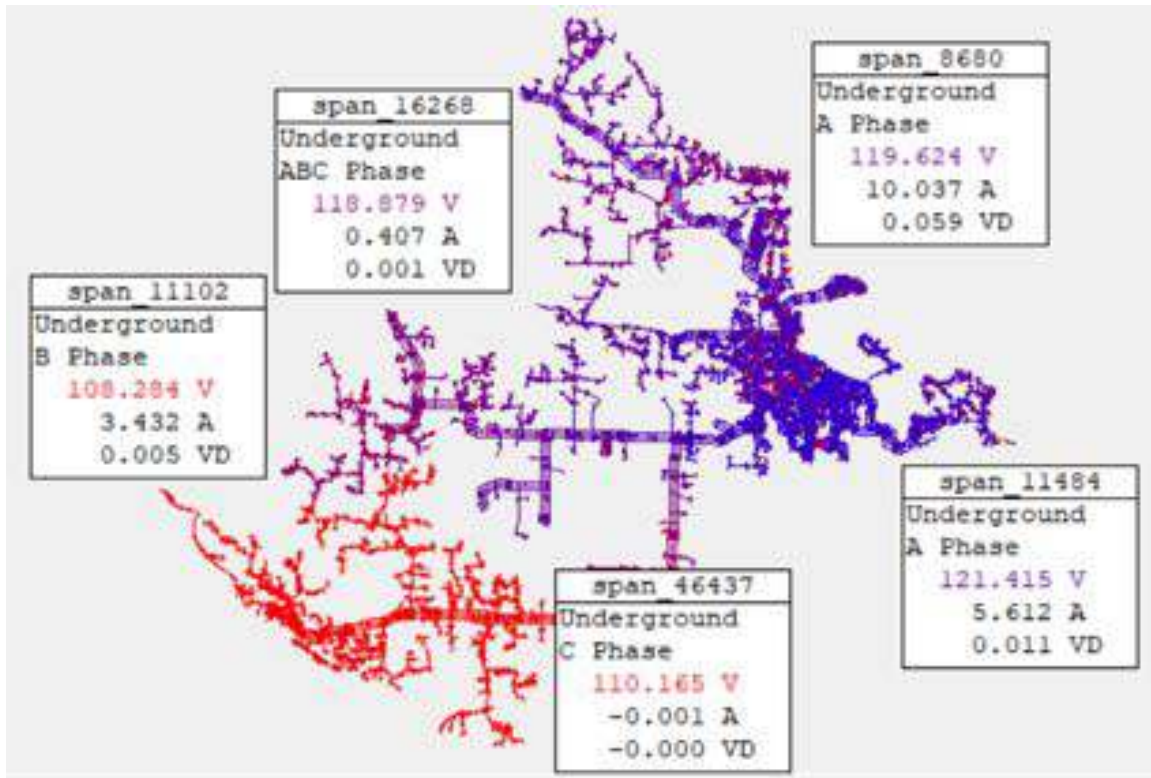 span_8680
Underground
A Phase
119.624 V
10.037 A
0.059 VD
span_16268
Underground
ABC Phase
118.879 V
0.407 A
0.001 VD
span_11102
Underground
B Phase
108.284 V
3.432 A
0.005 VD
span_11484
Underground
A Phase
121.415 V
5.612 A
0.011 VD
span_46437
Underground
C Phase
110.165 V
-0.001 A
-0.000 VD